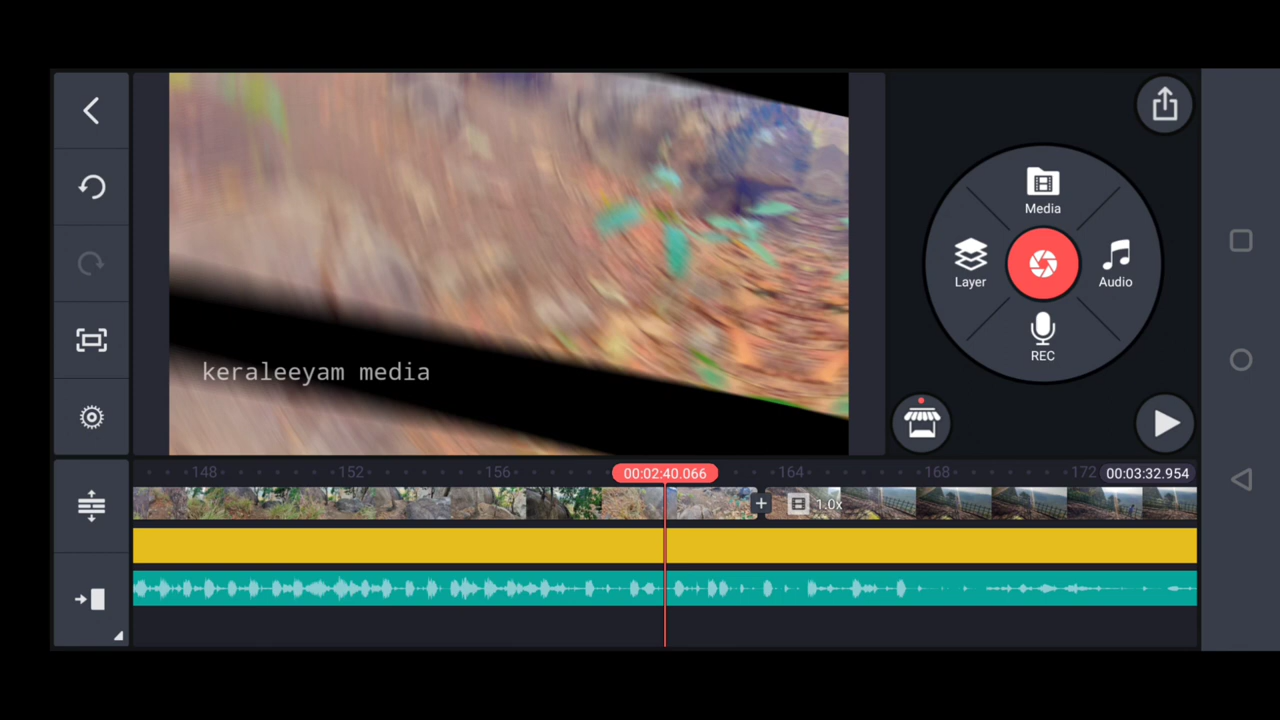 Media
Layer
Audio
REC
keraleeyam media
148
152
156
00:02:40.066
164
168
172
00:03:32.954
1.0x